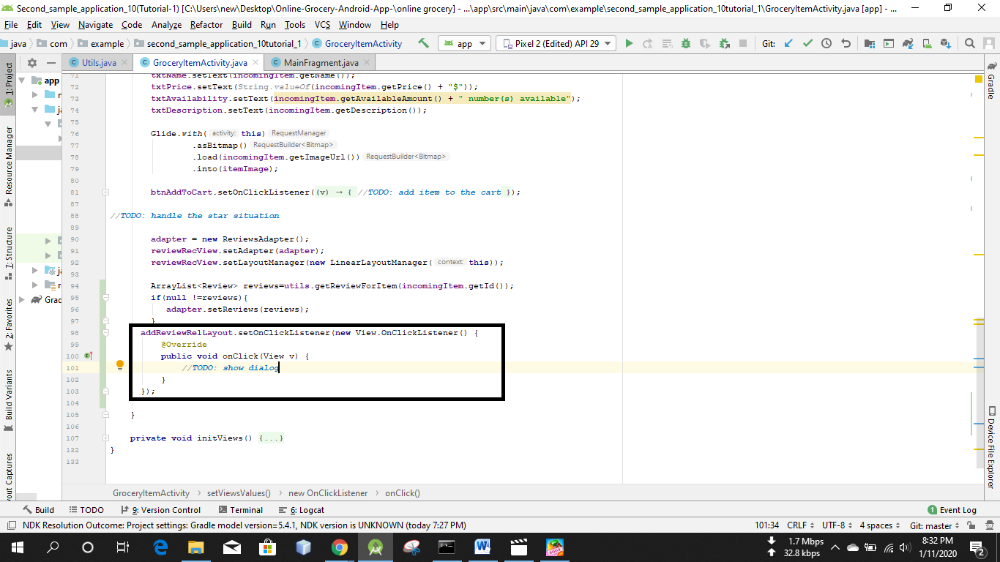 Second_sample_application_10(Tutorial-1) [C:\Users\new\Desktop\Online-Grocery-Android-App-\online grocery] - ...\app\src\main\java\com\example\second_sample_application_10tutorial_1\GroceryItemActivity.java [app] - ...
File Edit View Navigate Code Analyze Refactor Build Run Tools VCS Window Help
java com example second_sample_application_10tutorial_1 GroceryItemActivity app Pixel 2 (Edited) API 29 Git:
Utils.java GroceryItemActivity.java MainFragment.java
1: Project
Resource Manager
7: Structure
2: Favorites
Build Variants
out Captures
app
Grac
71 txtName.setText(incomingItem.getName());
72 txtPrice.setText(String.valueOf(incomingItem.getPrice() + "$"));
73 txtAvailability.setText(incomingItem.getAvailableAmount() + " number(s) available");
74 txtDescription.setText(incomingItem.getDescription());
75
76 Glide.with( activity: this) RequestManager
77 .asBitmap() RequestBuilder<Bitmap>
78 .load(incomingItem.getImageUrl()) RequestBuilder<Bitmap>
79 .into(itemImage);
80
81 btnAddToCart.setOnClickListener((v) → { //TODO: add item to the cart });
87
88 //TODO: handle the star situation
89
90 adapter = new ReviewsAdapter();
91 reviewRecView.setAdapter(adapter);
92 reviewRecView.setLayoutManager(new LinearLayoutManager( context: this));
93
94 ArrayList<Review> reviews=utils.getReviewForItem(incomingItem.getId());
95 if(null !=reviews){
96 adapter.setReviews(reviews);
97 }
98 addReviewRelLayout.setOnClickListener(new View.OnClickListener() {
99 @Override
100 public void onClick(View v) {
101 //TODO: show dialog
102 }
103 });
104
105 }
106
107 private void initViews() {...}
132 }
133
Gradle
Device File Explorer
GroceryItemActivity setViewsValues() new OnClickListener onClick()
Build TODO 9: Version Control Terminal 6: Logcat 1 Event Log
NDK Resolution Outcome: Project settings: Gradle model version=5.4.1, NDK version is UNKNOWN (today 7:27 PM) 101:34 CRLF UTF-8 4 spaces Git: master
1.7 Mbps
32.8 kbps
8:32 PM
1/11/2020
2